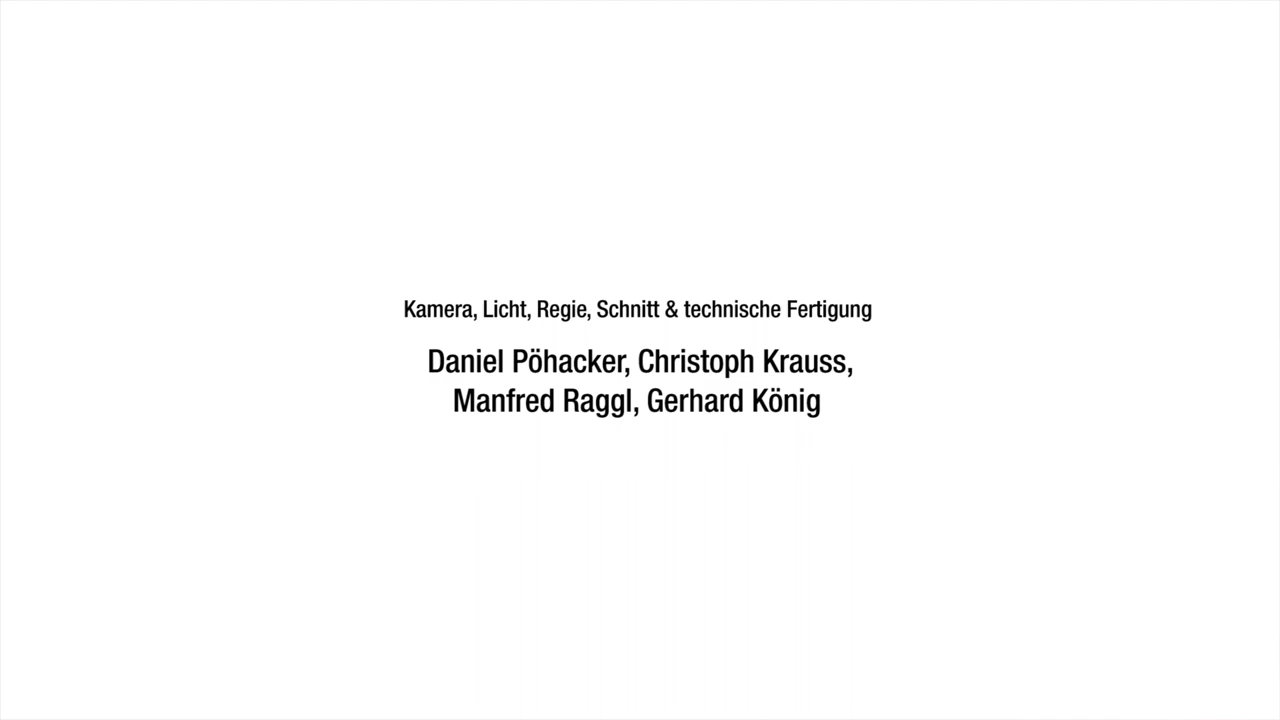 Kamera, Licht, Regie, Schnitt & technische Fertigung
Daniel Pöhacker, Christoph Krauss,
Manfred Raggl, Gerhard König